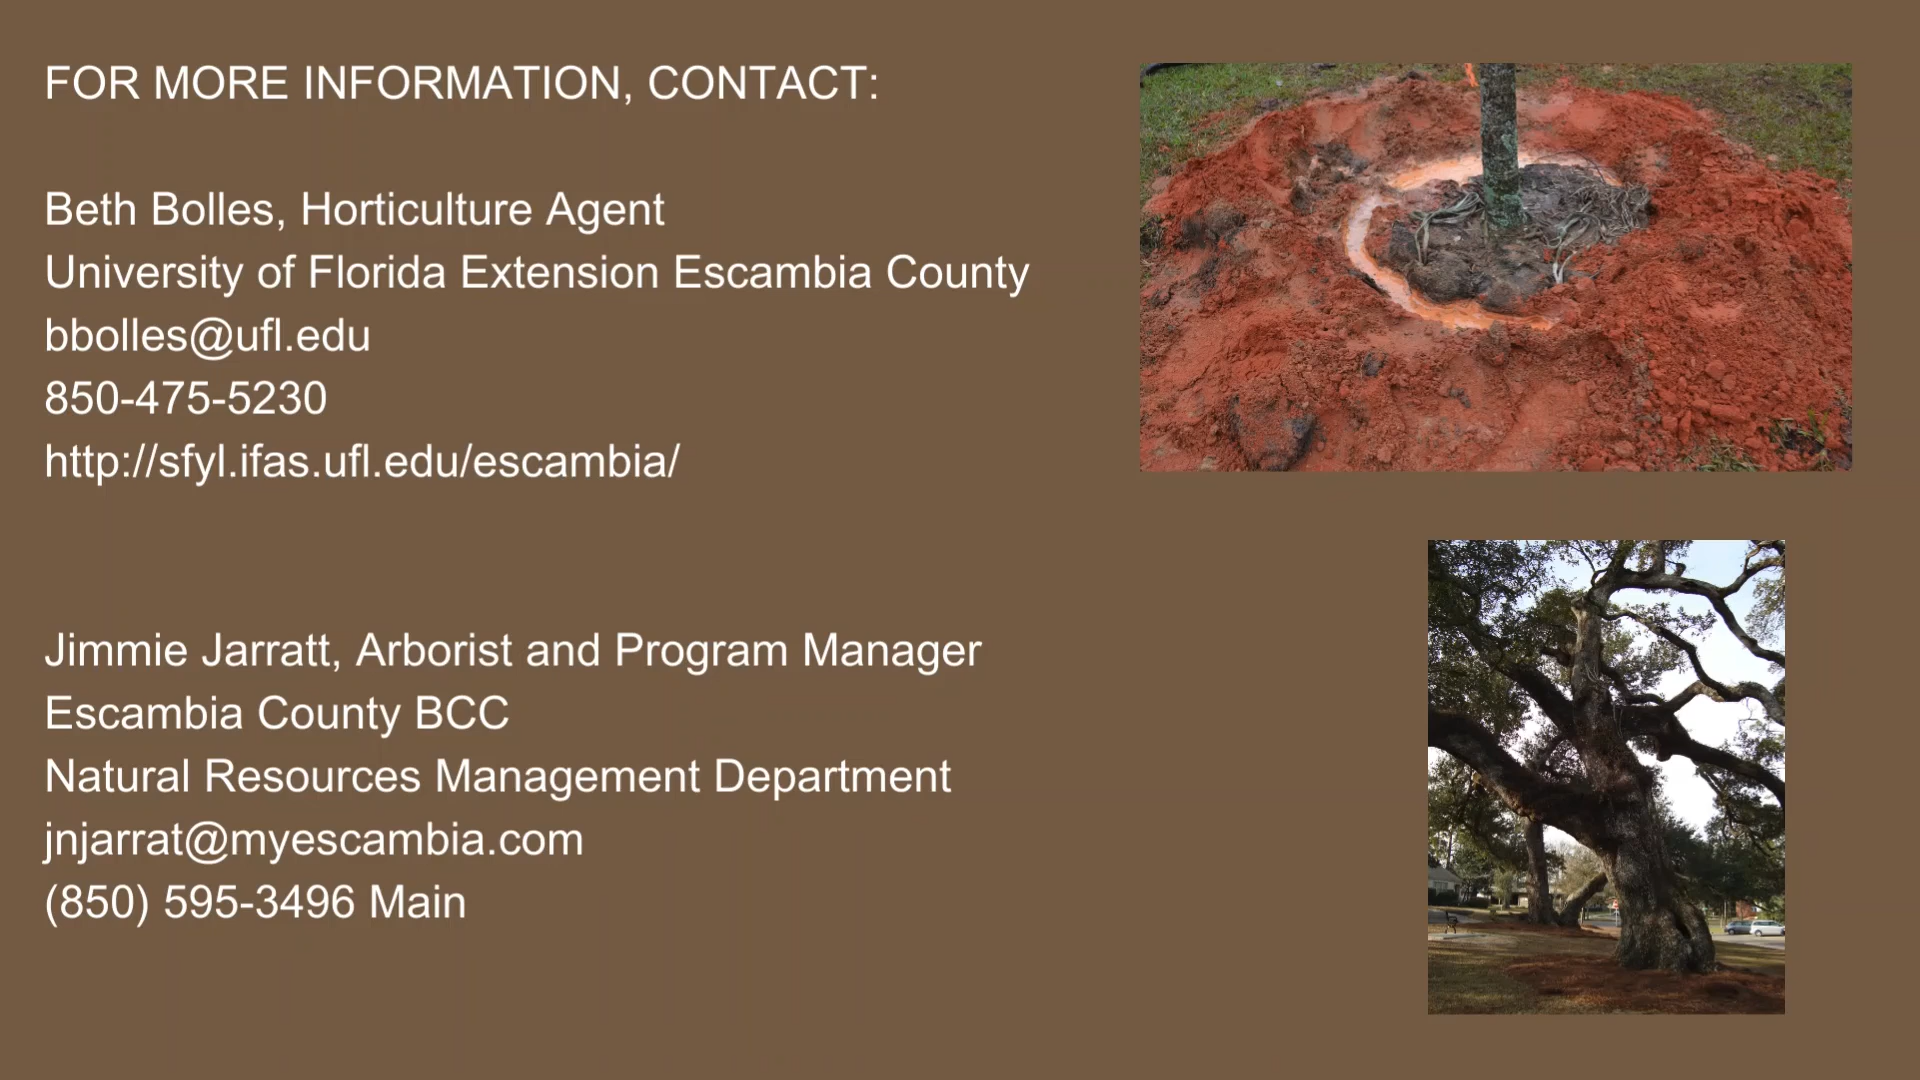 FOR MORE INFORMATION, CONTACT:
Beth Bolles, Horticulture Agent
University of Florida Extension Escambia County
bbolles@ufl.edu
850-475-5230
http://sfyl.ifas.ufl.edu/escambia/
Jimmie Jarratt, Arborist and Program Manager
Escambia County BCC
Natural Resources Management Department
jnjarrat@myescambia.com
(850) 595-3496 Main